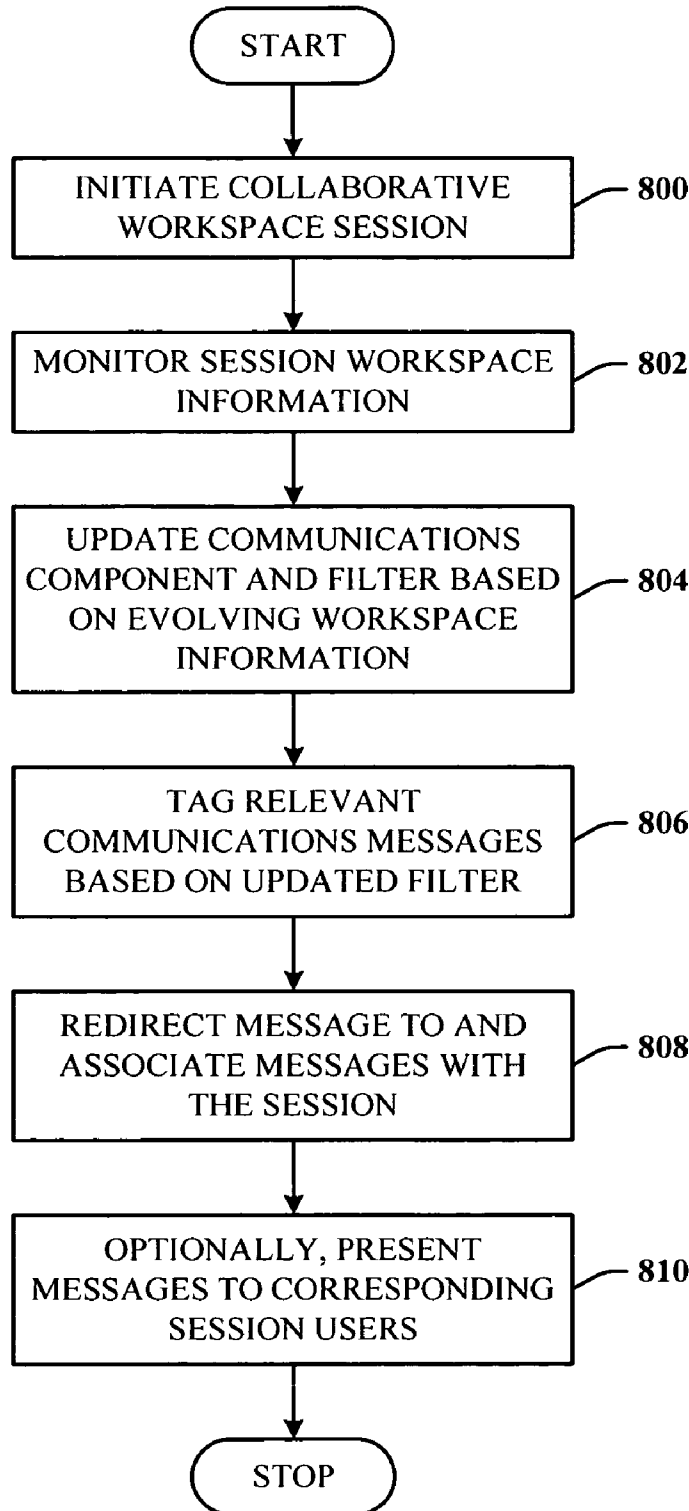 START
INITIATE COLLABORATIVE
WORKSPACE SESSION
800
MONITOR SESSION WORKSPACE
INFORMATION
802
UPDATE COMMUNICATIONS
COMPONENT AND FILTER BASED
ON EVOLVING WORKSPACE
INFORMATION
804
TAG RELEVANT
COMMUNICATIONS MESSAGES
BASED ON UPDATED FILTER
806
REDIRECT MESSAGE TO AND
ASSOCIATE MESSAGES WITH
THE SESSION
808
OPTIONALLY, PRESENT
MESSAGES TO CORRESPONDING
SESSION USERS
810
STOP